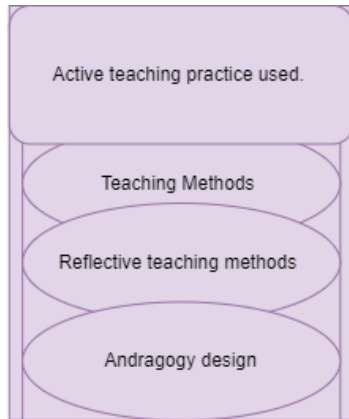 Active teaching practice used.
Teaching Methods
Reflective teaching methods
Andragogy design